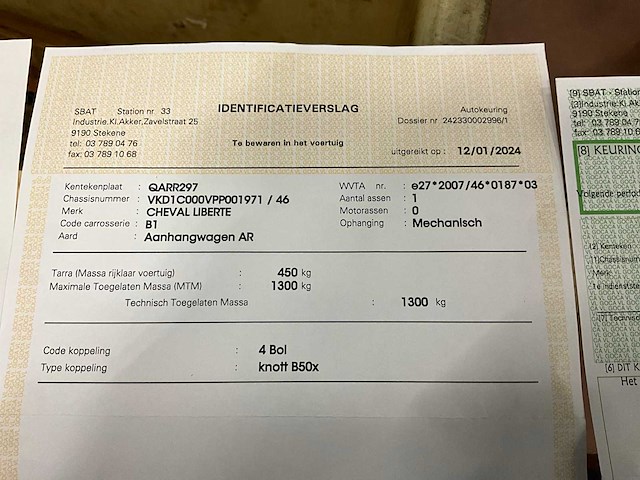 SBAT Station nr 33
Industrie.Kl.Akker,Zavelstraat 25
9190 Stekene
tel: 03 789 04 76
fax: 03 789 10 68
IDENTIFICATIEVERSLAG
Te bewaren in het voertuig
Autokeuring
Dossier nr 242330002996/1
uitgereikt op : 12/01/2024
Kentekenplaat : QARR297
Chassisnummer : VKD1C000VPP001971 / 46
Merk : CHEVAL LIBERTE
Code carrosserie : B1
Aard : Aanhangwagen AR
WVTA nr. : e27*2007/46*0187*03
Aantal assen : 1
Motorassen : 0
Ophanging : Mechanisch
Tarra (Massa rijklaar voertuig) : 450 kg
Maximale Toegelaten Massa (MTM) : 1300 kg
Technisch Toegelaten Massa : 1300 kg
Code koppeling : 4 Bol
Type koppeling : knott B50x
(9) SBAT - Station
9190 Stekene
tel: 03 789 04 7
fax: 03 789 10 6
(8) KEURING
Volgende period
Kenteken
Merk
(6) DIT K
Het